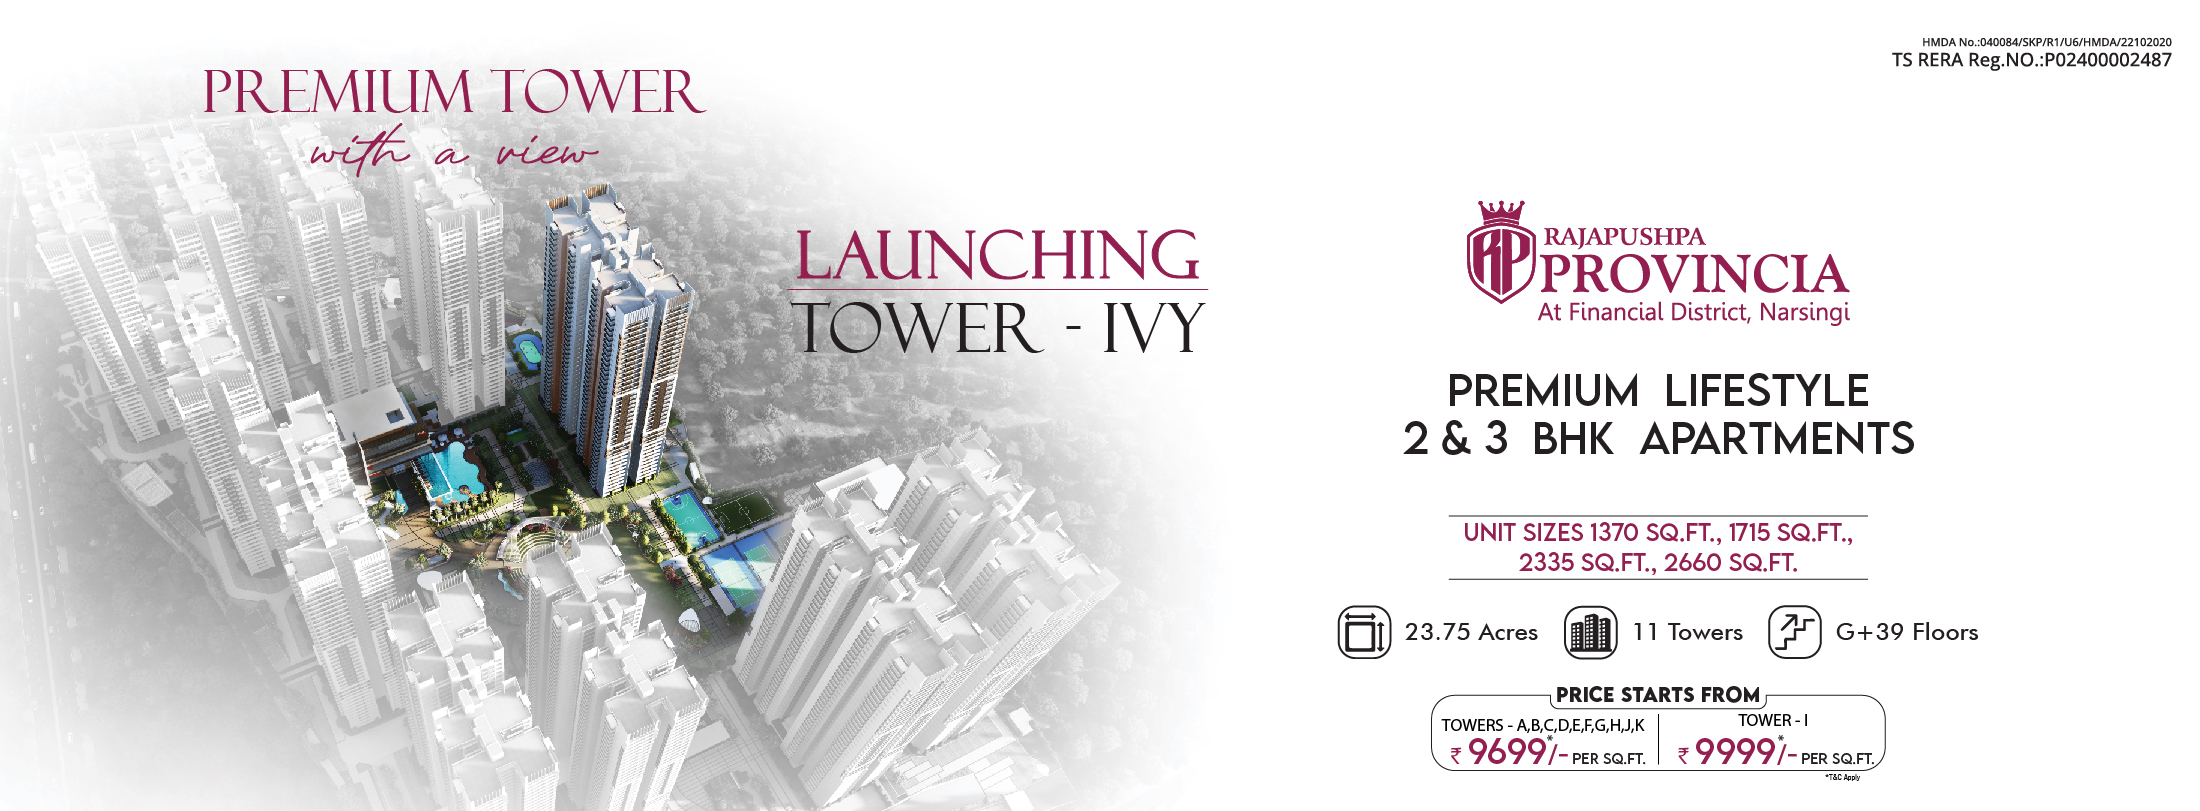 HMDA No.:040084/SKP/R1/U6/HMDA/22102020
TS RERA Reg.NO.:P02400002487
PREMIUM TOWER
with a view
LAUNCHING
TOWER - IVY
RP
RAJAPUSHPA
PROVINCIA
At Financial District, Narsingi
PREMIUM LIFESTYLE
2 & 3 BHK APARTMENTS
UNIT SIZES 1370 SQ.FT., 1715 SQ.FT.,
2335 SQ.FT., 2660 SQ.FT.
23.75 Acres
11 Towers
G+39 Floors
PRICE STARTS FROM
TOWERS - A,B,C,D,E,F,G,H,J,K
₹ 9699*/- PER SQ.FT.
TOWER - I
₹ 9999*/- PER SQ.FT.
*T&C Apply